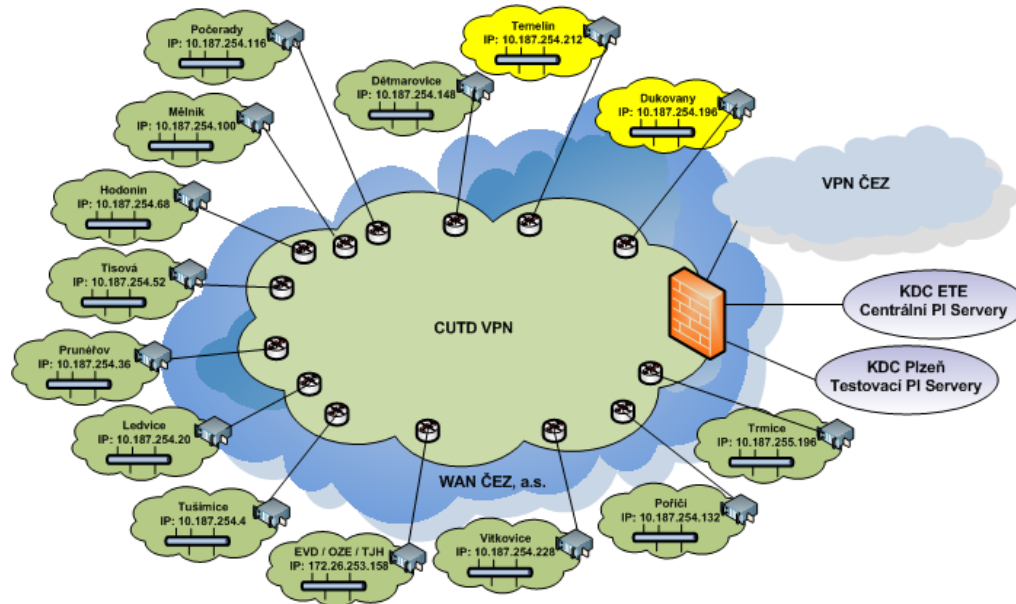 Počerady
IP: 10.187.254.116
Temelín
IP: 10.187.254.212
Dětmarovice
IP: 10.187.254.148
Dukovany
IP: 10.187.254.196
Mělník
IP: 10.187.254.100
VPN ČEZ
Hodonín
IP: 10.187.254.68
Tisová
IP: 10.187.254.52
KDC ETE
Centrální PI Servery
CUTD VPN
Prunéřov
IP: 10.187.254.36
KDC Plzeň
Testovací PI Servery
Ledvice
IP: 10.187.254.20
Trmice
IP: 10.187.255.196
WAN ČEZ, a.s.
Tušimice
IP: 10.187.254.4
Poříčí
IP: 10.187.254.132
EVD / OZE / TJH
IP: 172.26.253.158
Vítkovice
IP: 10.187.254.228